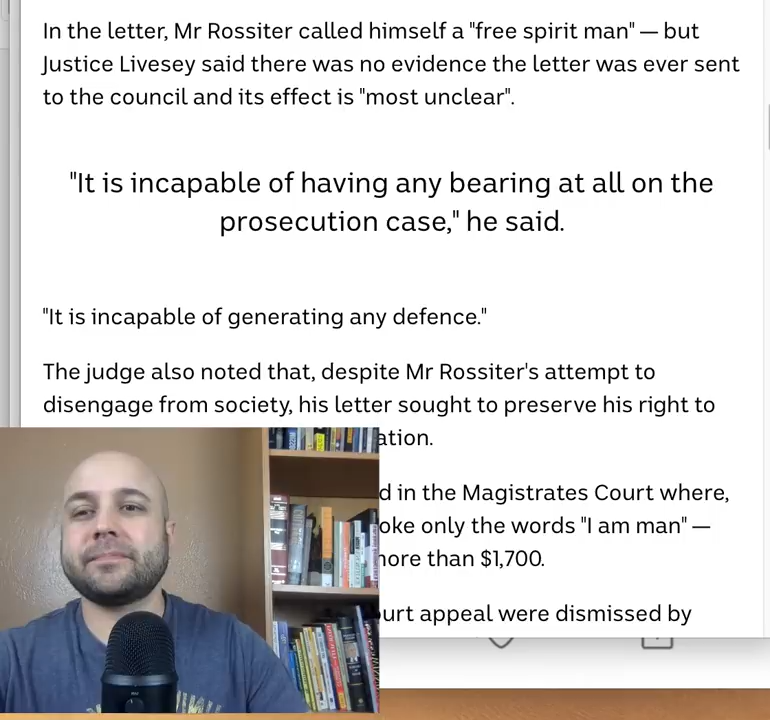 In the letter, Mr Rossiter called himself a "free spirit man" — but
Justice Livesey said there was no evidence the letter was ever sent
to the council and its effect is "most unclear".
"It is incapable of having any bearing at all on the
prosecution case," he said.
"It is incapable of generating any defence."
The judge also noted that, despite Mr Rossiter's attempt to
disengage from society, his letter sought to preserve his right to
ation.
d in the Magistrates Court where,
oke only the words "I am man" —
more than $1,700.
urt appeal were dismissed by